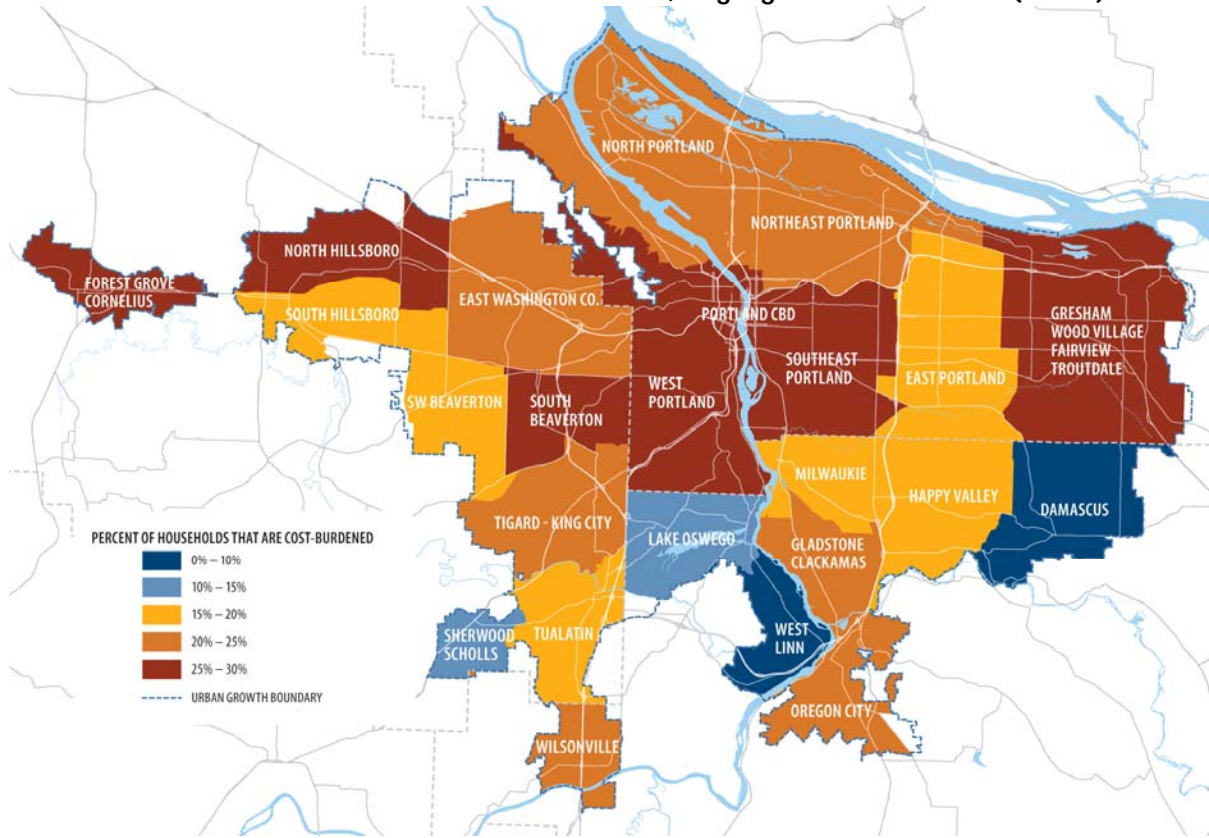 NORTH PORTLAND
NORTHEAST PORTLAND
NORTH HILLSBORO
FOREST GROVE
CORNELIUS
EAST WASHINGTON CO.
SOUTH HILLSBORO
PORTLAND CBD
GRESHAM
WOOD VILLAGE
FAIRVIEW
TROUTDALE
SOUTHEAST
PORTLAND
WEST
PORTLAND
EAST PORTLAND
SW BEAVERTON
SOUTH
BEAVERTON
MILWAUKIE
HAPPY VALLEY
DAMASCUS
TIGARD - KING CITY
LAKE OSWEGO
GLADSTONE
CLACKAMAS
PERCENT OF HOUSEHOLDS THAT ARE COST-BURDENED
0% – 10%
10% – 15%
15% – 20%
20% – 25%
25% – 30%
URBAN GROWTH BOUNDARY
SHERWOOD
SCHOLLS
TUALATIN
WEST
LINN
OREGON CITY
WILSONVILLE